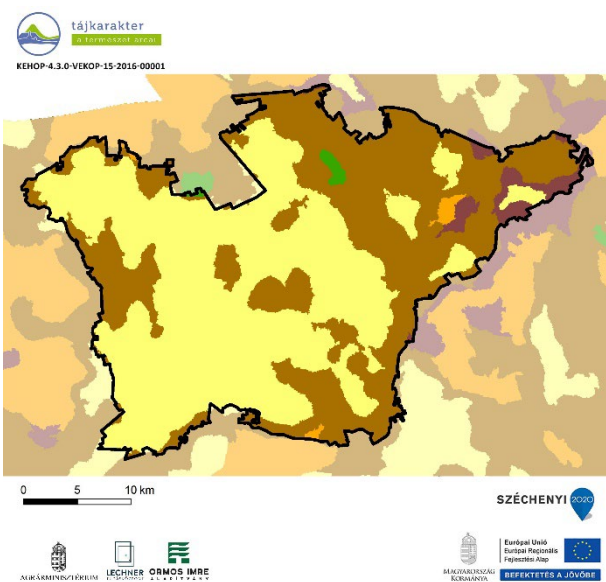 tájkarakter
a természet arcai
KEHOP-4.3.0-VEKOP-15-2016-00001
0 5 10 km
SZÉCHENYI 2020
AGRÁRMINISZTÉRIUM
LECHNER
ORMOS IMRE
ALAPÍTVÁNY
MAGYARORSZÁG
KORMÁNYA
Európai Unió
Európai Regionális
Fejlesztési Alap
BEFEKTETÉS A JÖVŐBE